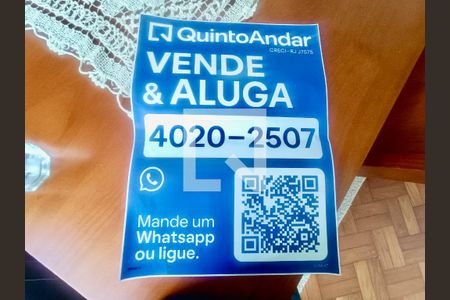 QuintoAndar
CRECI-RJ J7575
VENDE
& ALUGA
4020-2507
Mande um
Whatsapp
ou ligue.